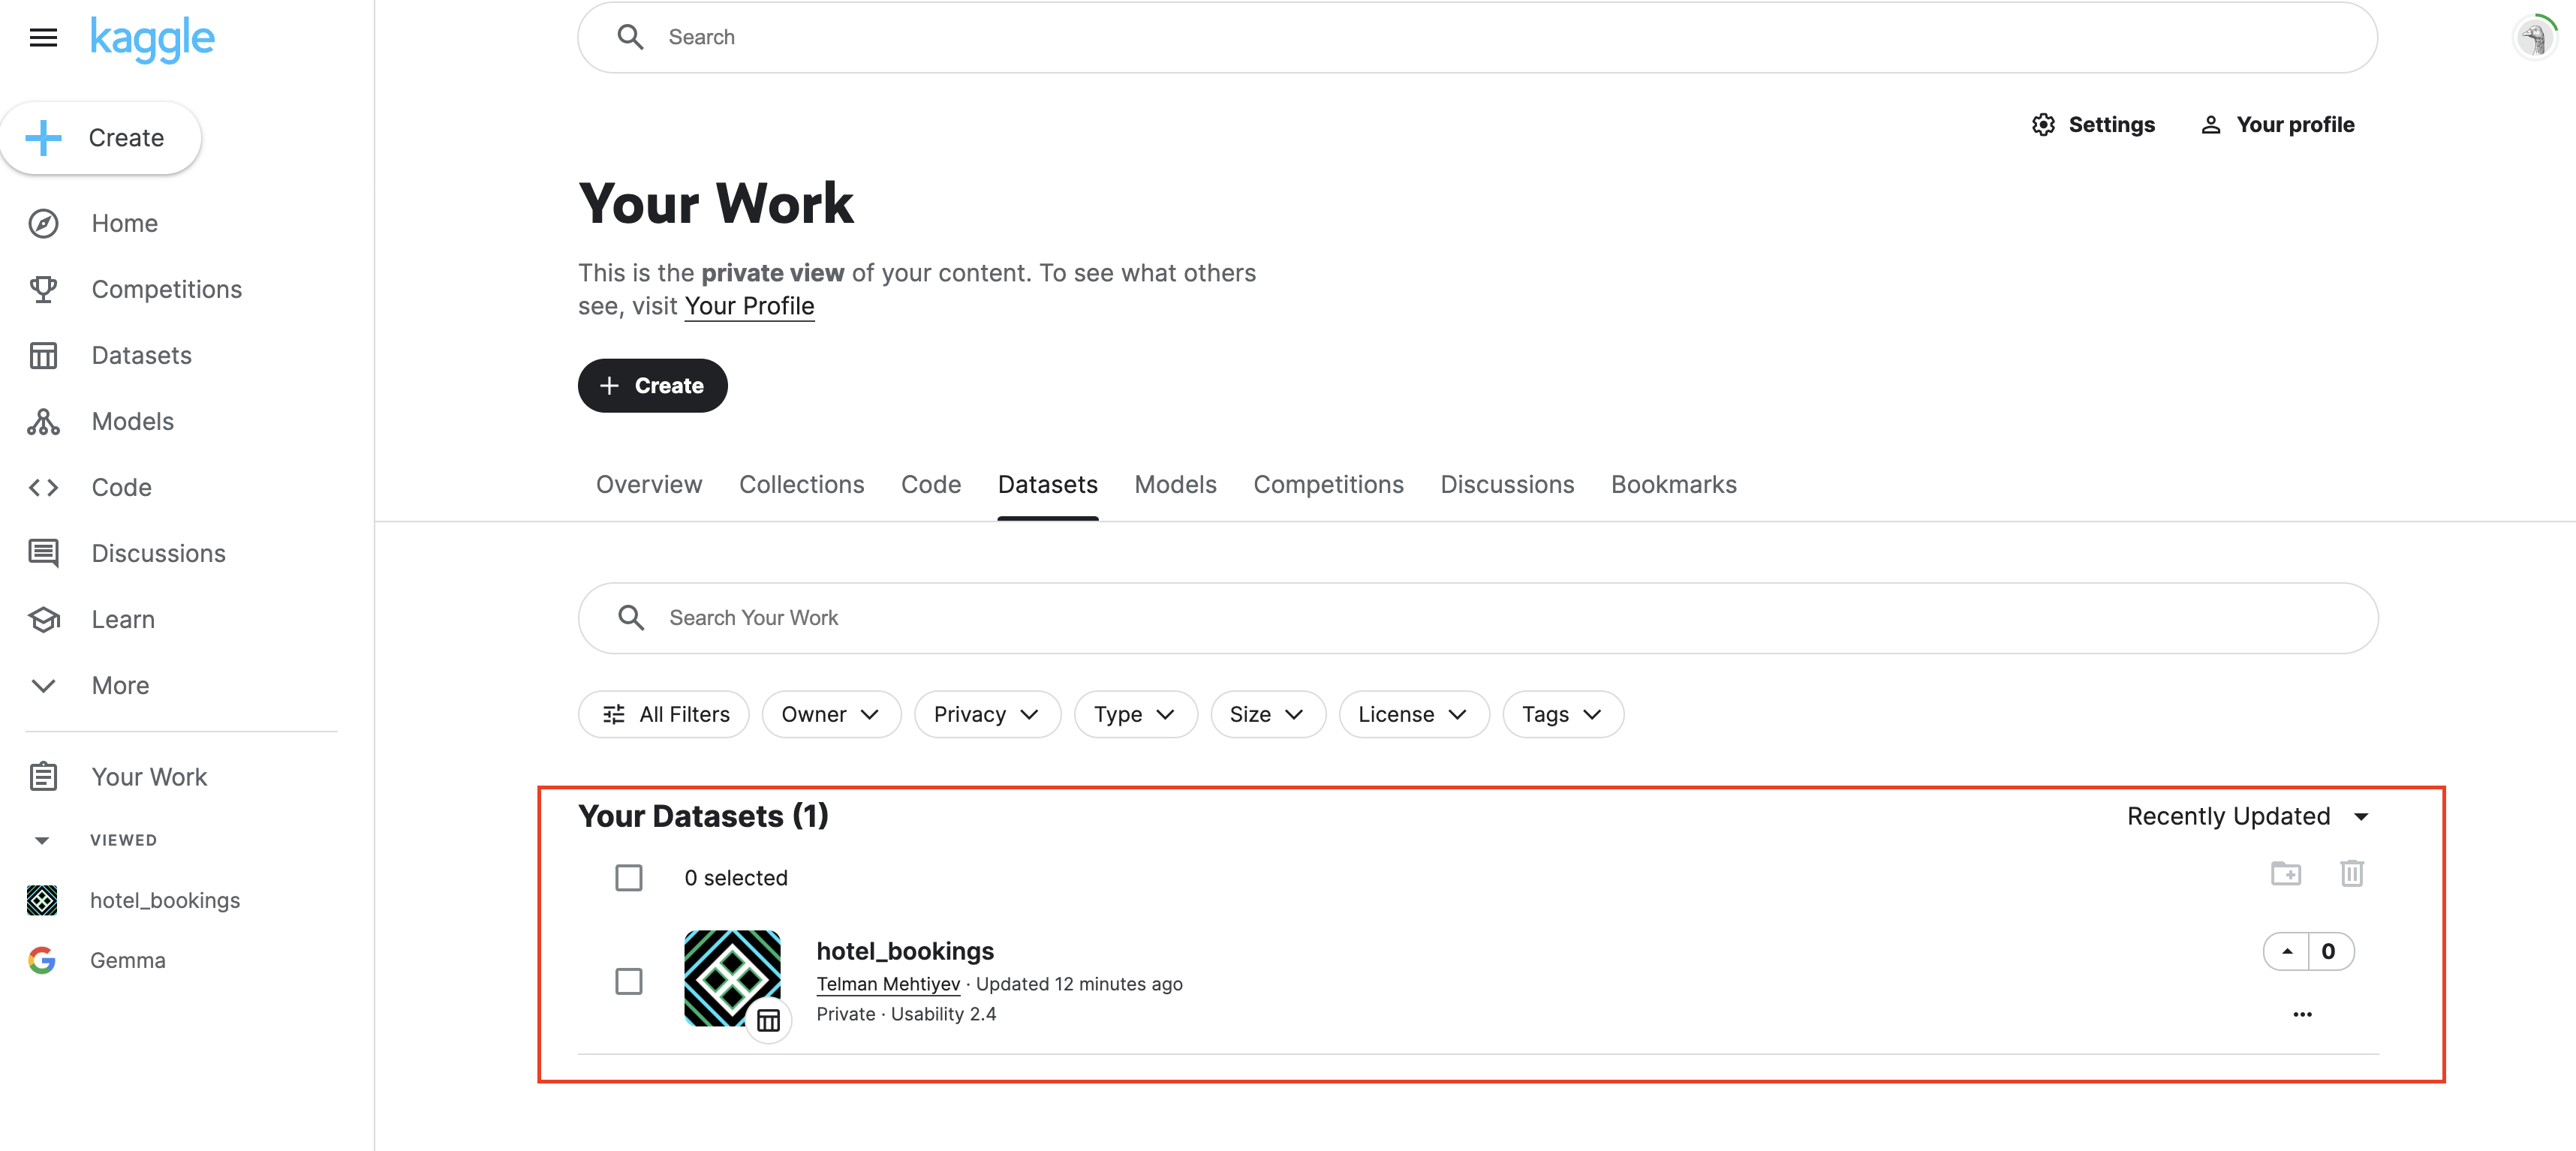 kaggle
Search
Create
Settings
Your profile
Home
Competitions
Datasets
Models
Code
Discussions
Learn
More
Your Work
VIEWED
hotel_bookings
Gemma
Your Work
This is the private view of your content. To see what others
see, visit Your Profile
Create
Overview Collections Code Datasets Models Competitions Discussions Bookmarks
Search Your Work
All Filters Owner Privacy Type Size License Tags
Your Datasets (1)
Recently Updated
0 selected
hotel_bookings
0
Telman Mehtiyev · Updated 12 minutes ago
Private · Usability 2.4